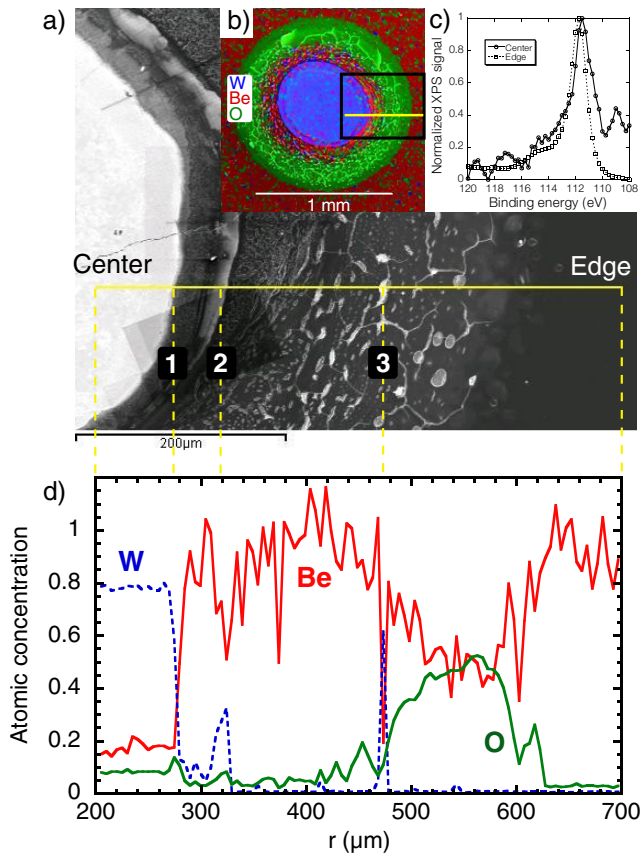 a)
b)
c)
W
Be
O
1 mm
Normalized XPS signal
1
0.8
0.6
0.4
0.2
0
Center
Edge
120 118 116 114 112 110 108
Binding energy (eV)
Center
Edge
1
2
3
200µm
d)
Atomic concentration
1
0.8
0.6
0.4
0.2
0
W
Be
O
200 300 400 500 600 700
r (µm)